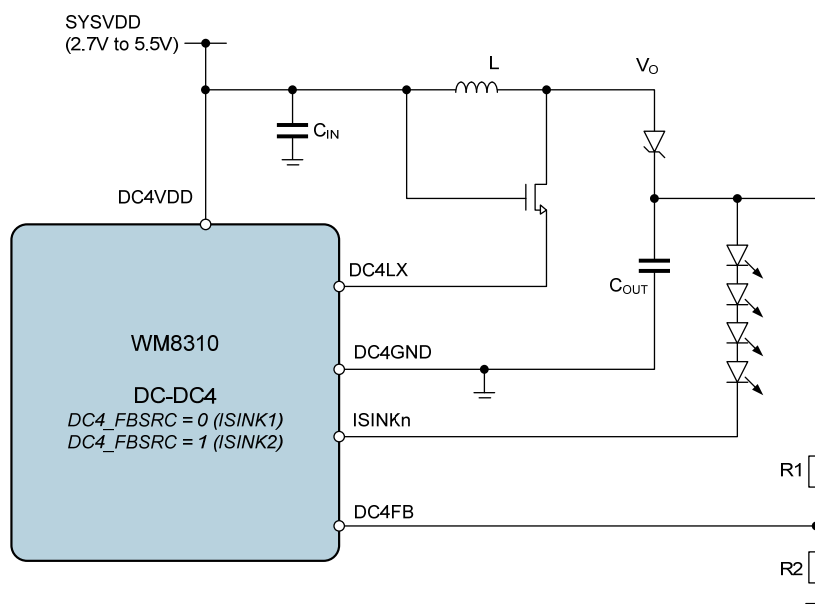 SYSVDD
(2.7V to 5.5V)
L
VO
CIN
DC4VDD
DC4LX
COUT
WM8310
DC4GND
DC-DC4
DC4_FBSRC = 0 (ISINK1)
DC4_FBSRC = 1 (ISINK2)
ISINKn
R1
DC4FB
R2